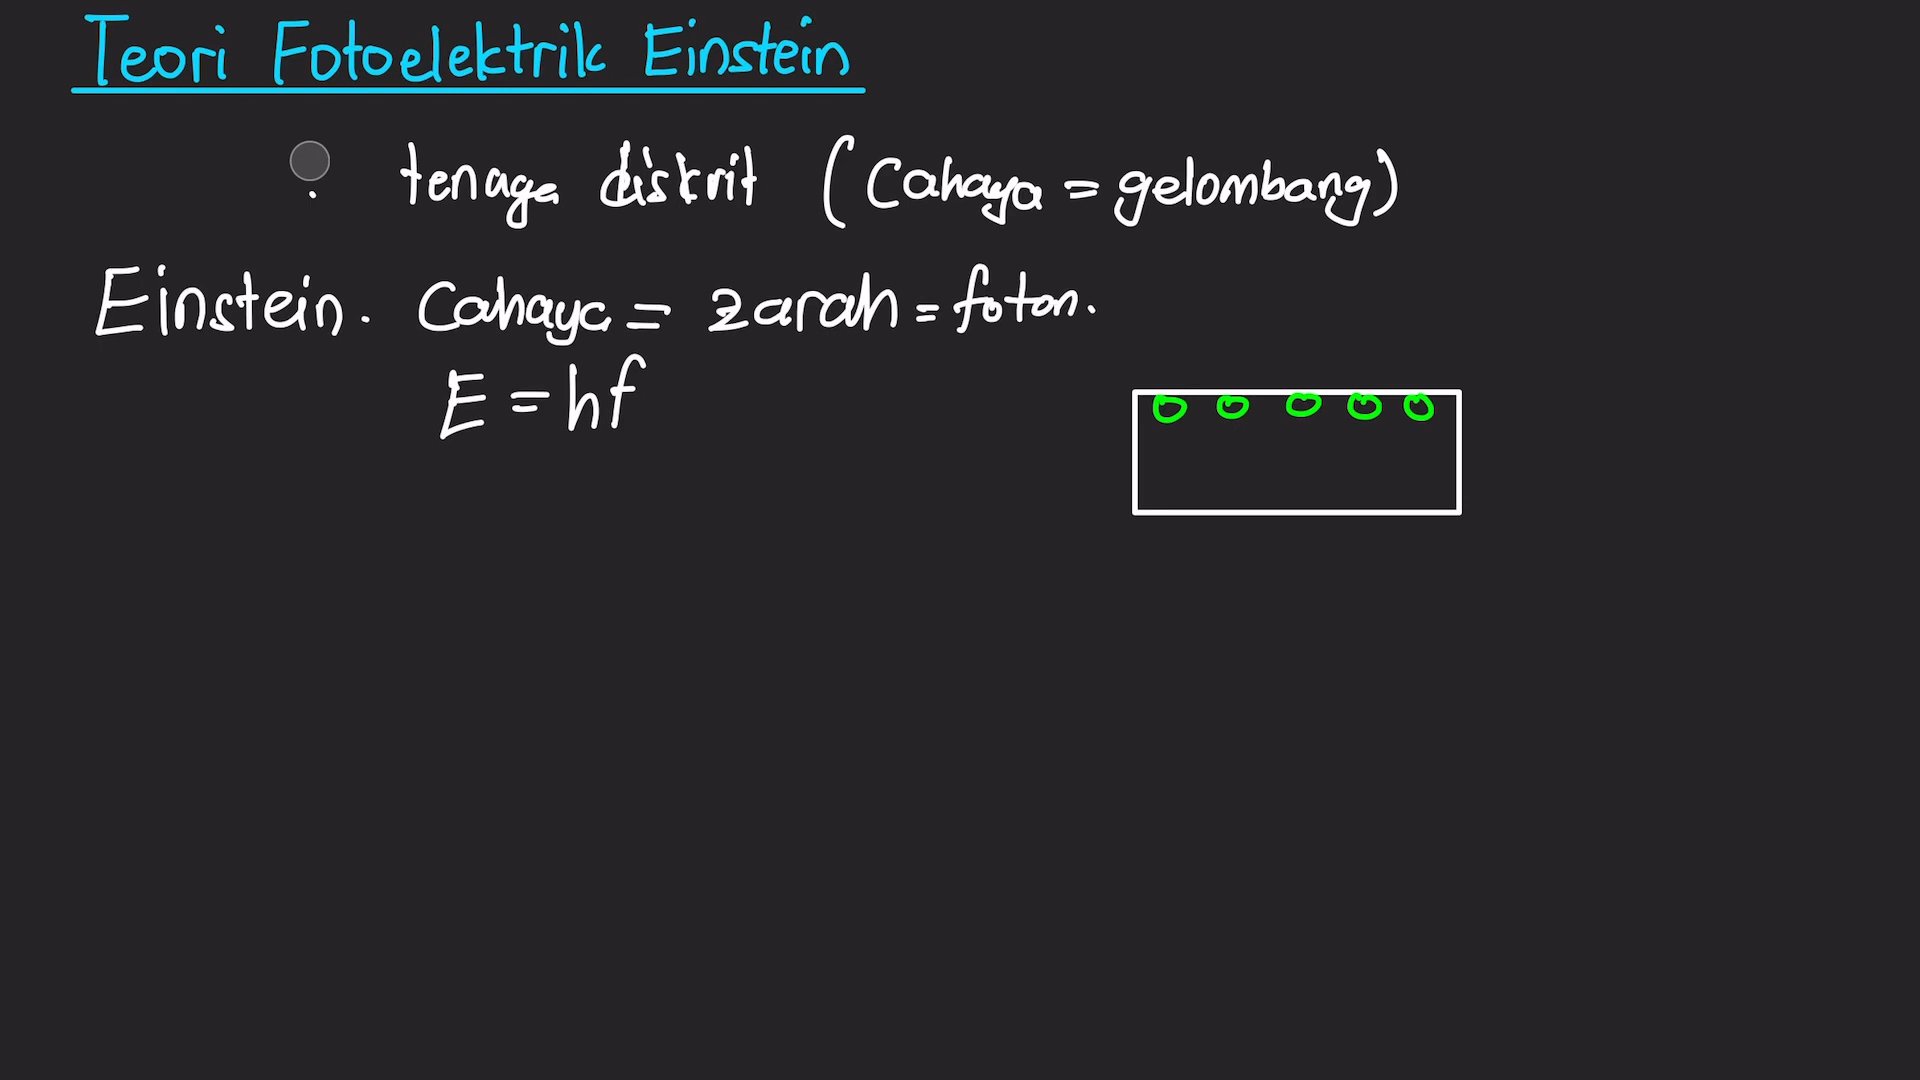 Teori Fotoelektrik Einstein
: tenaga diskrit (Cahaya = gelombang)
Einstein. Cahaya = zarah = foton.
E = hf